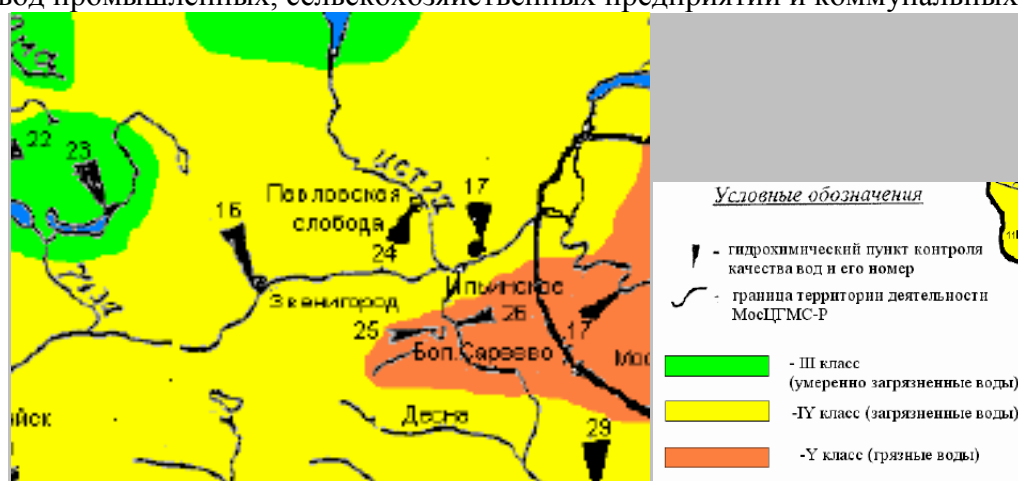 вод промышленных, сельскохозяйственных предприятий и коммунальных
22
23
16
Павловская
слобода
ИСТРА
17
24
Звенигород
Ильинское
25
26
17
Бол.Сареево
Мос
Десна
29
йск
Условные обозначения
- гидрохимический пункт контроля
качества вод и его номер
- граница территории деятельности
МосЦГМС-Р
- III класс
(умеренно загрязненные воды)
-IY класс (загрязненные воды)
-Y класс (грязные воды)